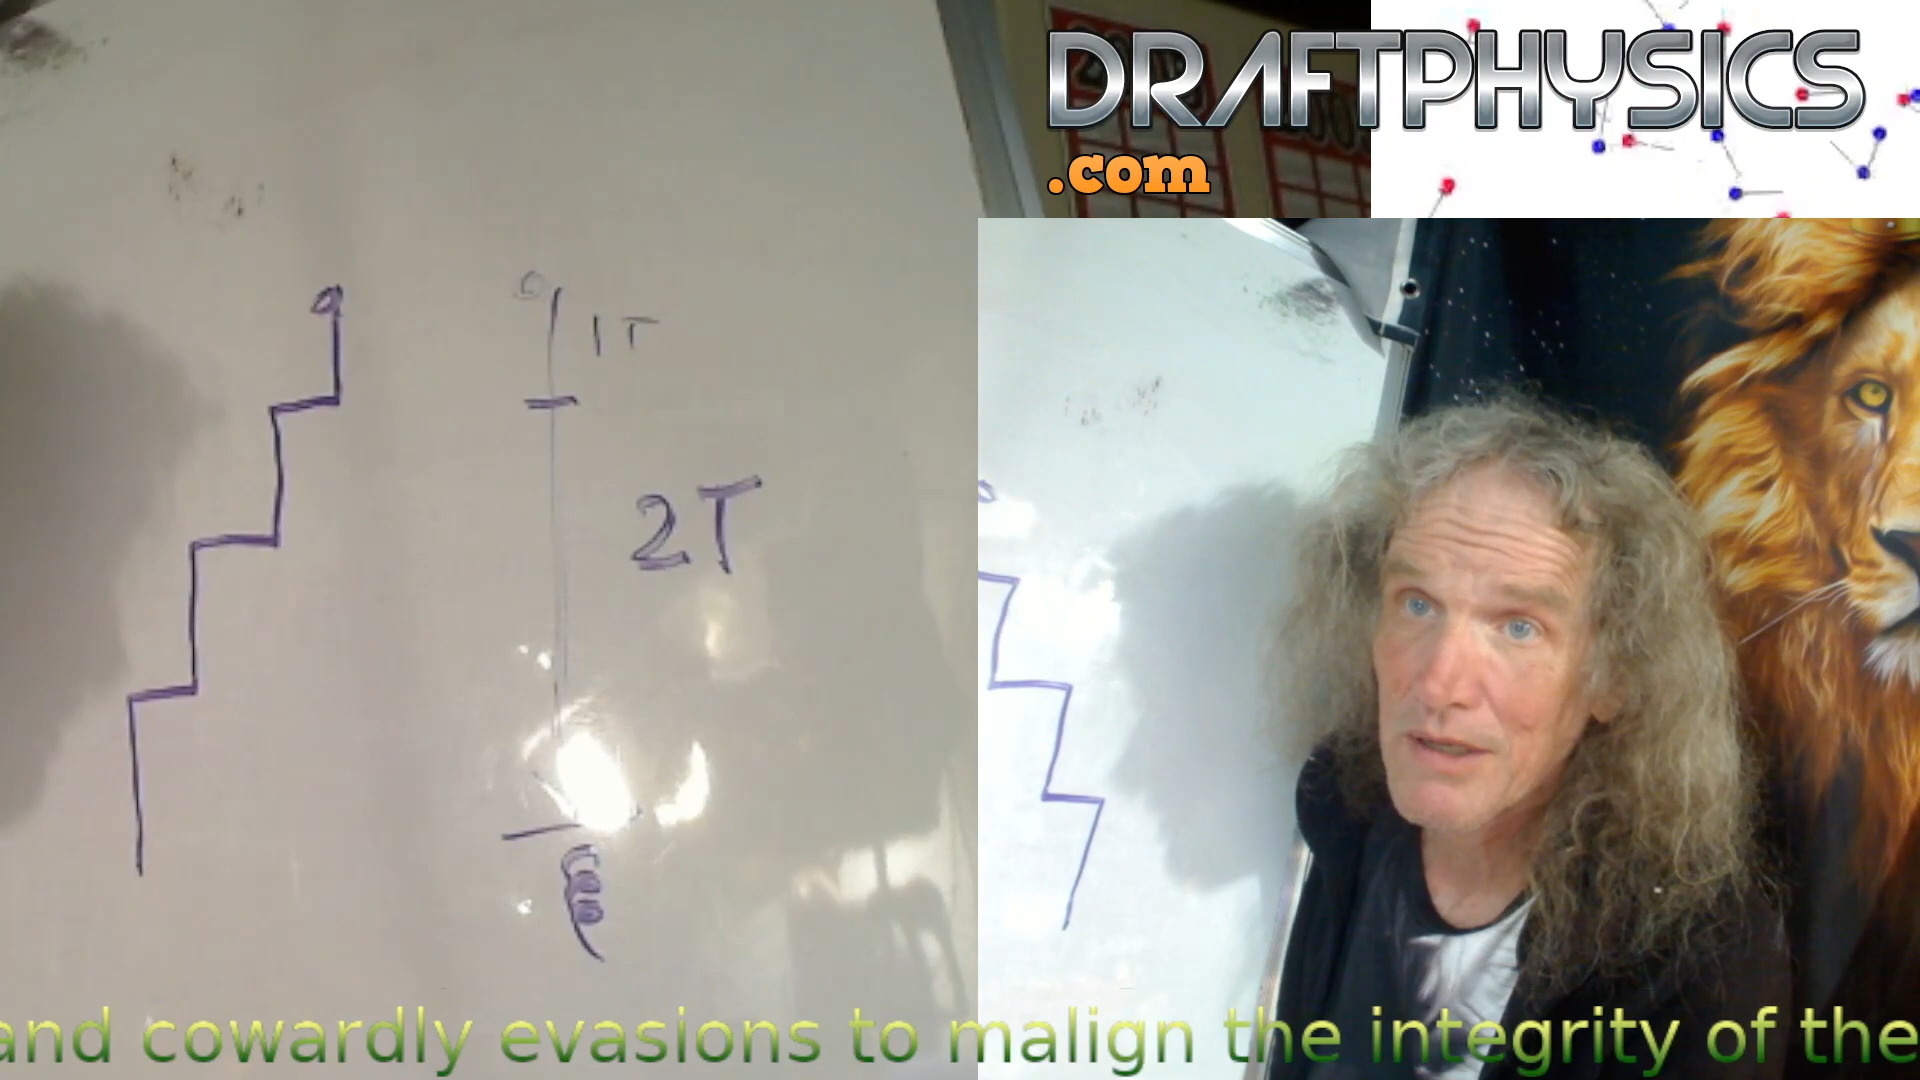 DRAFTPHYSICS
.com
1T
2T
and cowardly evasions to malign the integrity of the